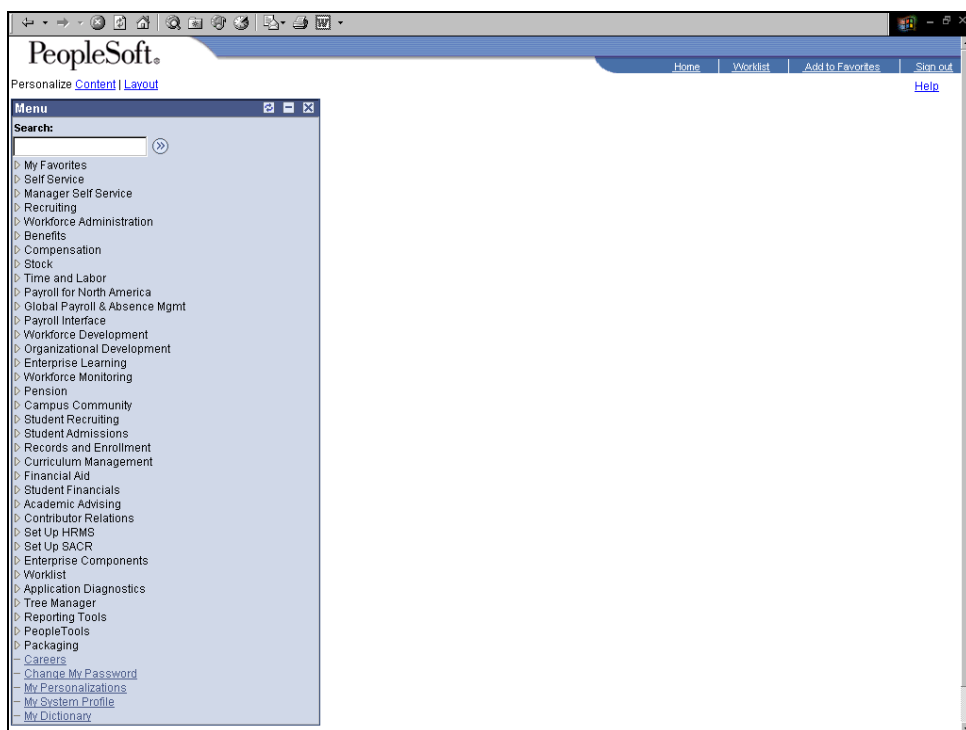 PeopleSoft®
Home Worklist Add to Favorites Sign out
Personalize Content | Layout
Help
Menu
Search:
My Favorites
Self Service
Manager Self Service
Recruiting
Workforce Administration
Benefits
Compensation
Stock
Time and Labor
Payroll for North America
Global Payroll & Absence Mgmt
Payroll Interface
Workforce Development
Organizational Development
Enterprise Learning
Workforce Monitoring
Pension
Campus Community
Student Recruiting
Student Admissions
Records and Enrollment
Curriculum Management
Financial Aid
Student Financials
Academic Advising
Contributor Relations
Set Up HRMS
Set Up SACR
Enterprise Components
Worklist
Application Diagnostics
Tree Manager
Reporting Tools
PeopleTools
Packaging
Careers
Change My Password
My Personalizations
My System Profile
My Dictionary